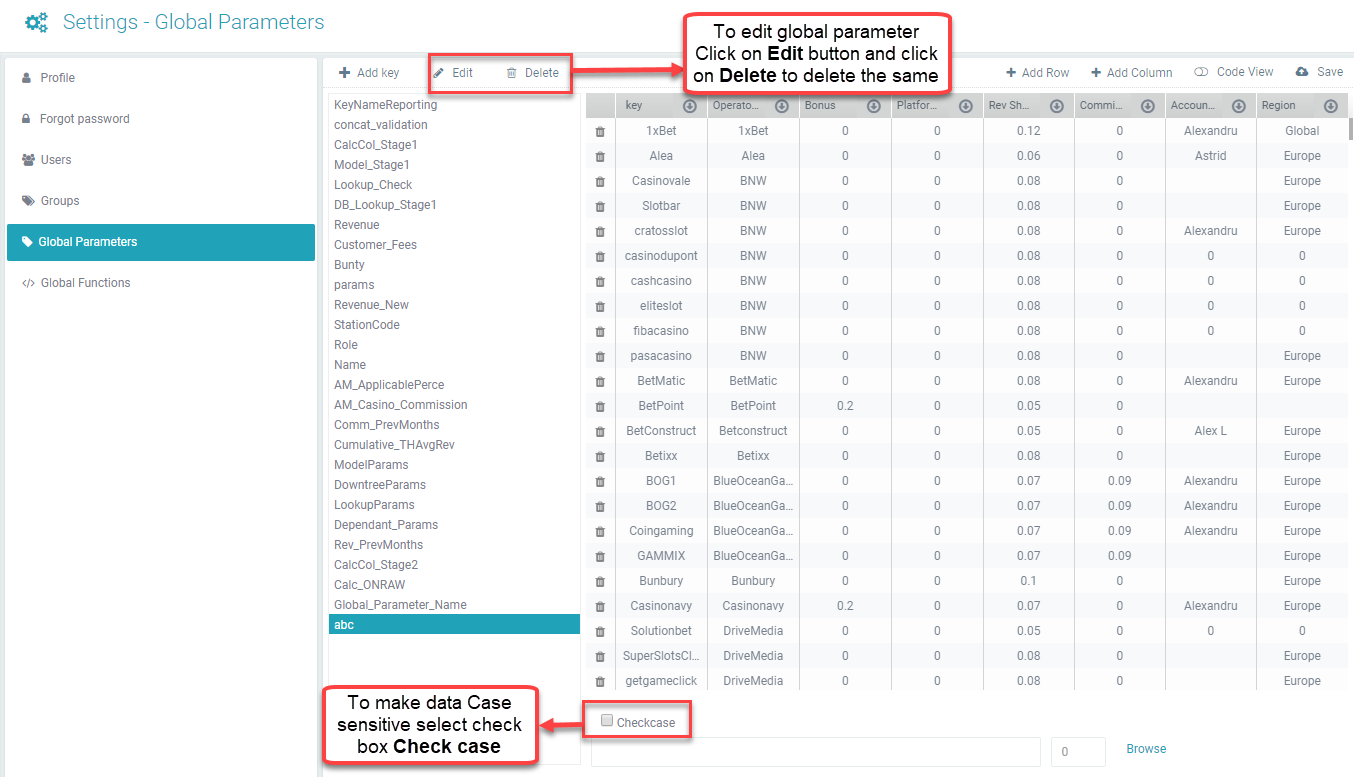 Settings - Global Parameters
To edit global parameter
Click on Edit button and click
on Delete to delete the same
Profile
Forgot password
Users
Groups
Global Parameters
Global Functions
Add key
Edit
Delete
Add Row
Add Column
Code View
Save
KeyNameReporting
concat_validation
CalcCol_Stage1
Model_Stage1
Lookup_Check
DB_Lookup_Stage1
Revenue
Customer_Fees
Bunty
params
Revenue_New
StationCode
Role
Name
AM_ApplicablePerce
AM_Casino_Commission
Comm_PrevMonths
Cumulative_THAvgRev
ModelParams
DowntreeParams
LookupParams
Dependant_Params
Rev_PrevMonths
CalcCol_Stage2
Calc_ONRAW
Global_Parameter_Name
abc
key Operato... Bonus Platfor... Rev Sh... Commi... Accoun... Region
1xBet 1xBet 0 0 0.12 0 Alexandru Global
Alea Alea 0 0 0.06 0 Astrid Europe
Casinovale BNW 0 0 0.08 0 Europe
Slotbar BNW 0 0 0.08 0 Europe
cratosslot BNW 0 0 0.08 0 Alexandru Europe
casinodupont BNW 0 0 0.08 0 0 0
cashcasino BNW 0 0 0.08 0 0 0
eliteslot BNW 0 0 0.08 0 0 0
fibacasino BNW 0 0 0.08 0 0 0
pasacasino BNW 0 0 0.08 0 Europe
BetMatic BetMatic 0 0 0.08 0 Alexandru Europe
BetPoint BetPoint 0.2 0 0.05 0
BetConstruct Betconstruct 0 0 0.05 0 Alex L Europe
Betixx Betixx 0 0 0.08 0 Europe
BOG1 BlueOceanGa... 0 0 0.07 0.09 Alexandru Europe
BOG2 BlueOceanGa... 0 0 0.07 0.09 Alexandru Europe
Coingaming BlueOceanGa... 0 0 0.07 0.09 Alexandru Europe
GAMMIX BlueOceanGa... 0 0 0.07 0.09 Europe
Bunbury Bunbury 0 0 0.1 0 Europe
Casinonavy Casinonavy 0.2 0 0.07 0 Alexandru Europe
Solutionbet DriveMedia 0 0 0.05 0 0 0
SuperSlotsCl... DriveMedia 0 0 0.08 0 Europe
getgameclick DriveMedia 0 0 0.08 0 Europe
To make data Case
sensitive select check
box Check case
Checkcase
0
Browse